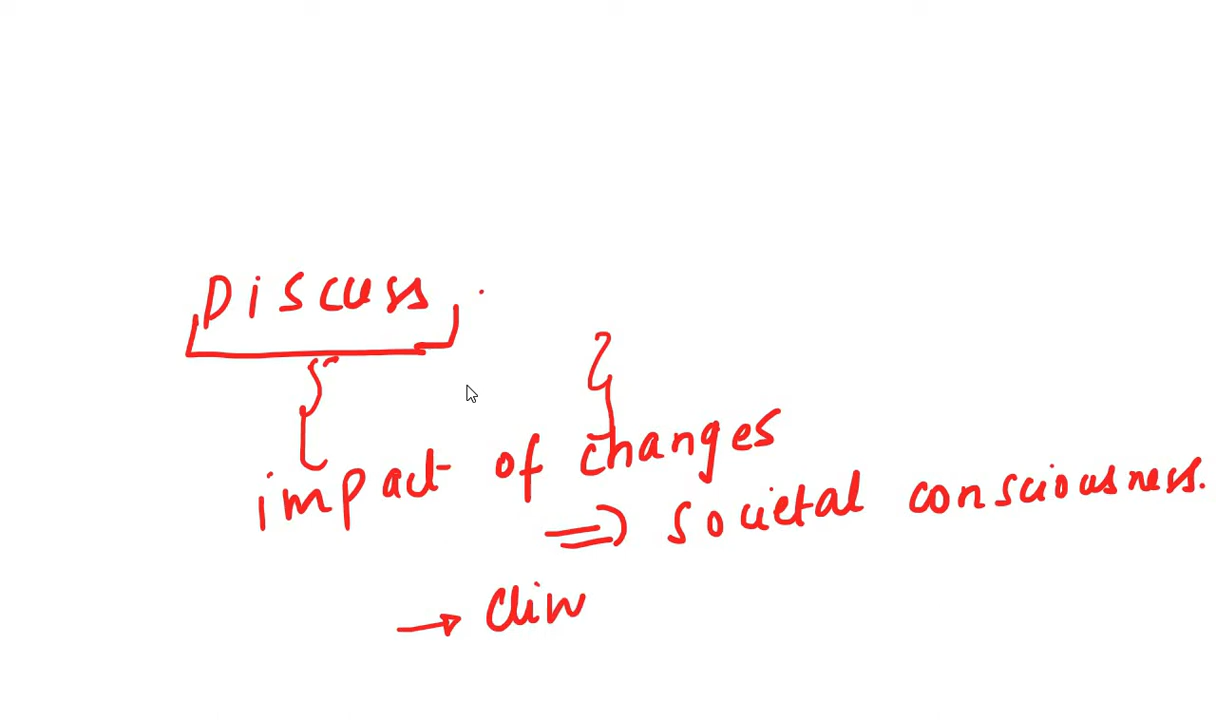 Discuss
impact of changes
⇒ societal consciousness.
→ Clim